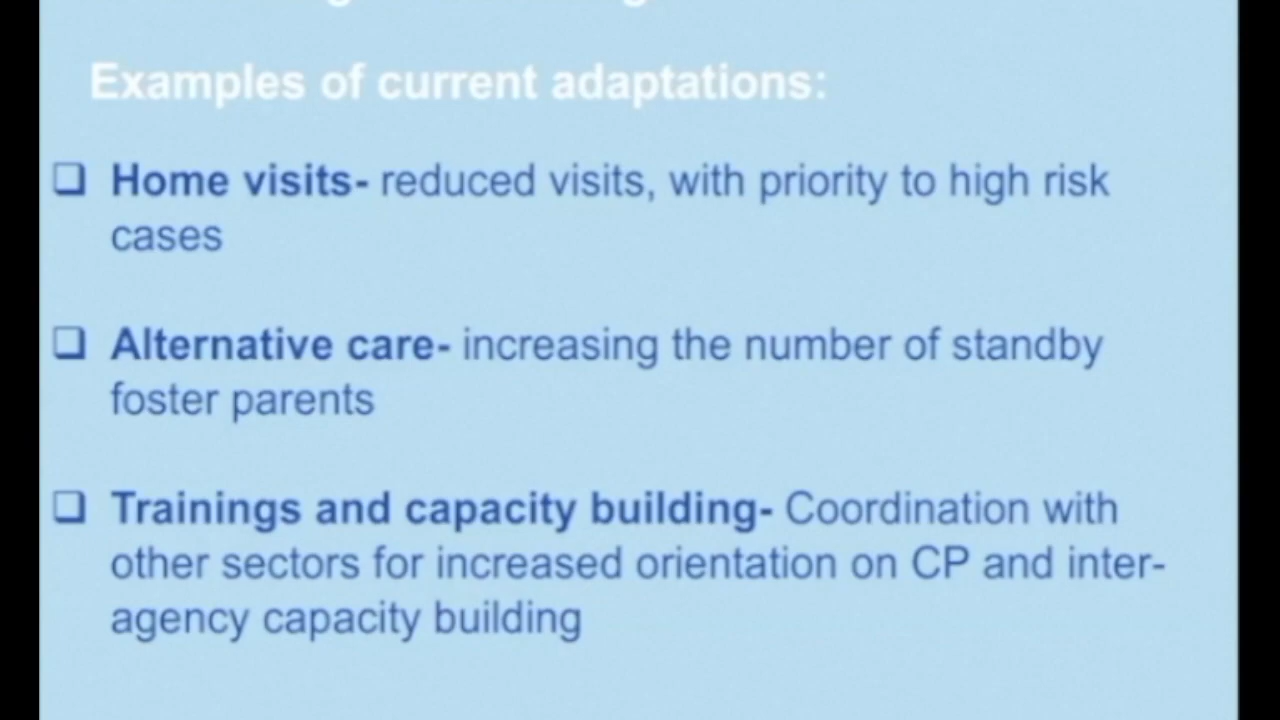 Examples of current adaptations:
❑ Home visits- reduced visits, with priority to high risk
cases
❑ Alternative care- increasing the number of standby
foster parents
❑ Trainings and capacity building- Coordination with
other sectors for increased orientation on CP and inter-
agency capacity building